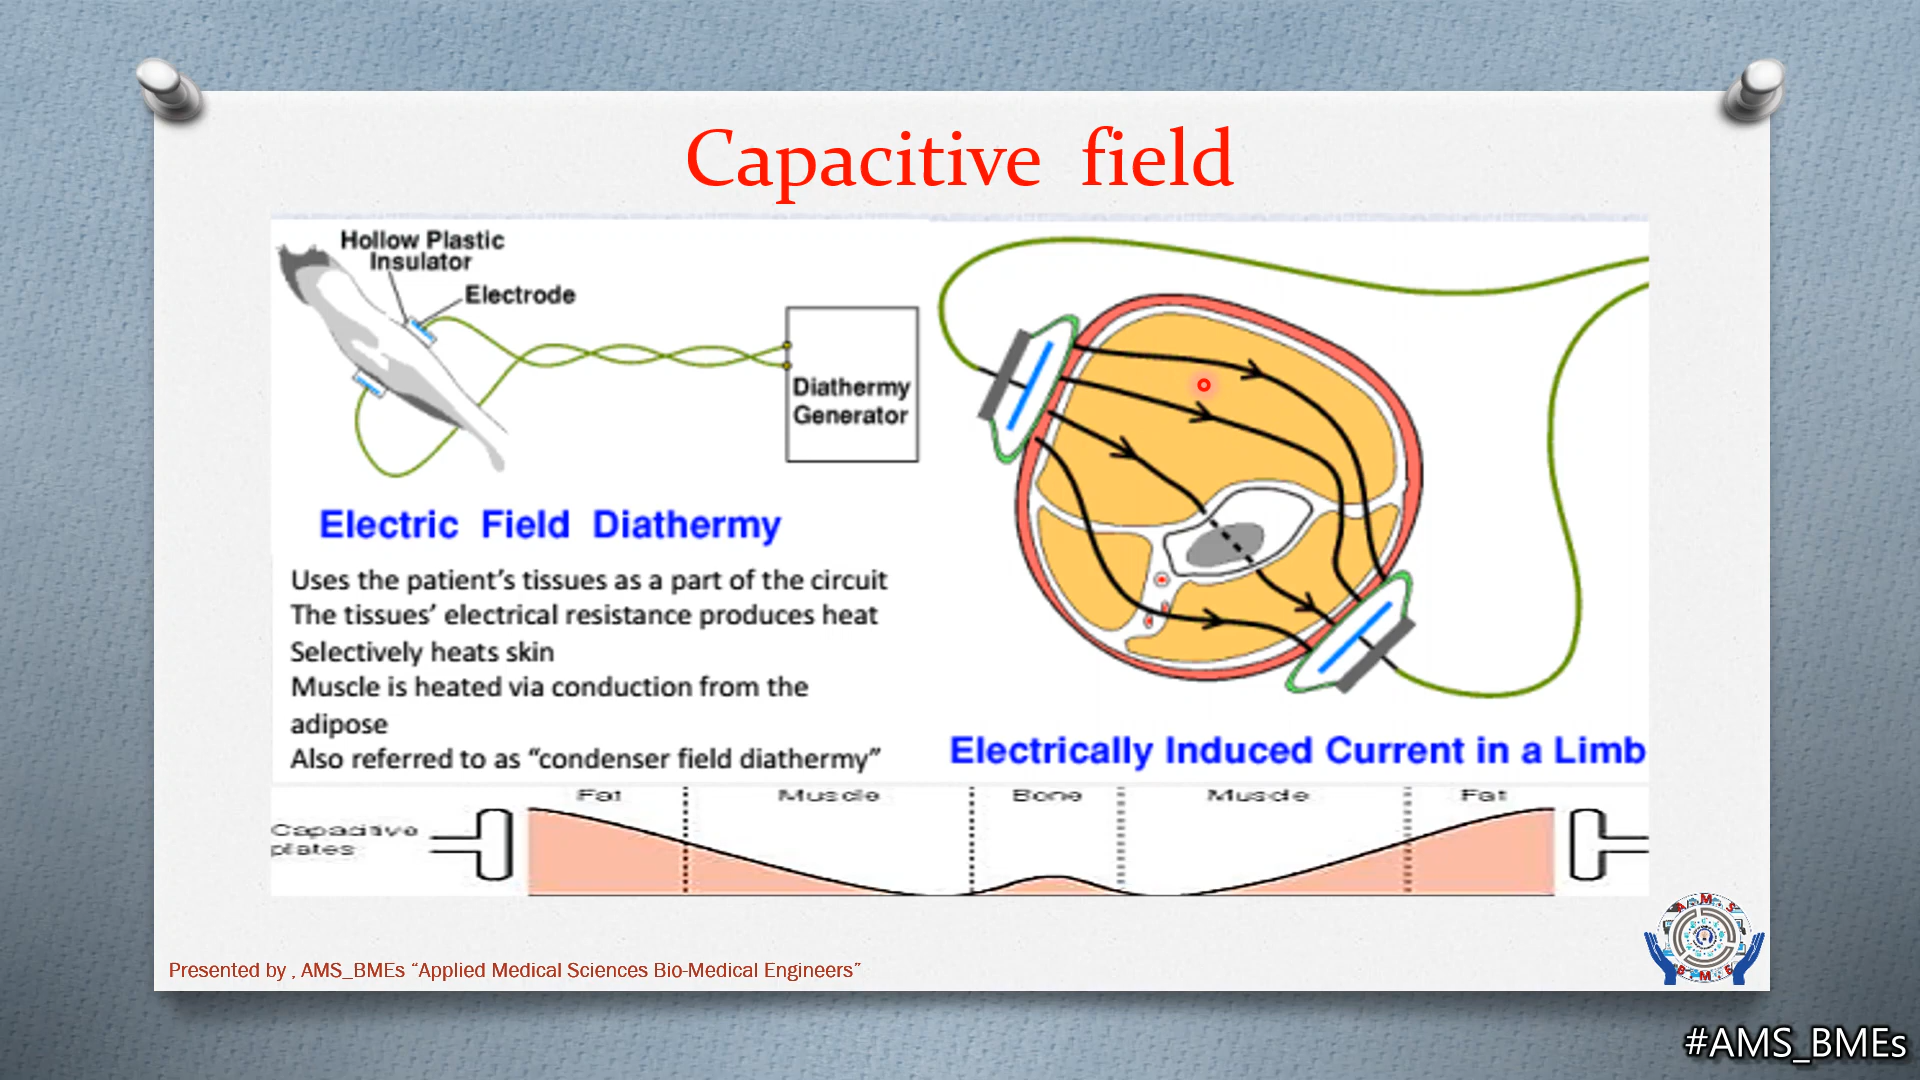 Capacitive field
Hollow Plastic
Insulator
Electrode
Diathermy
Generator
Electric Field Diathermy
Uses the patient's tissues as a part of the circuit
The tissues' electrical resistance produces heat
Selectively heats skin
Muscle is heated via conduction from the
adipose
Also referred to as “condenser field diathermy”
Electrically Induced Current in a Limb
Fat
Muscle
Bone
Muscle
Fat
Capacitive
plates
Presented by , AMS_BMEs “Applied Medical Sciences Bio-Medical Engineers”
A M S
B M E
#AMS_BMEs